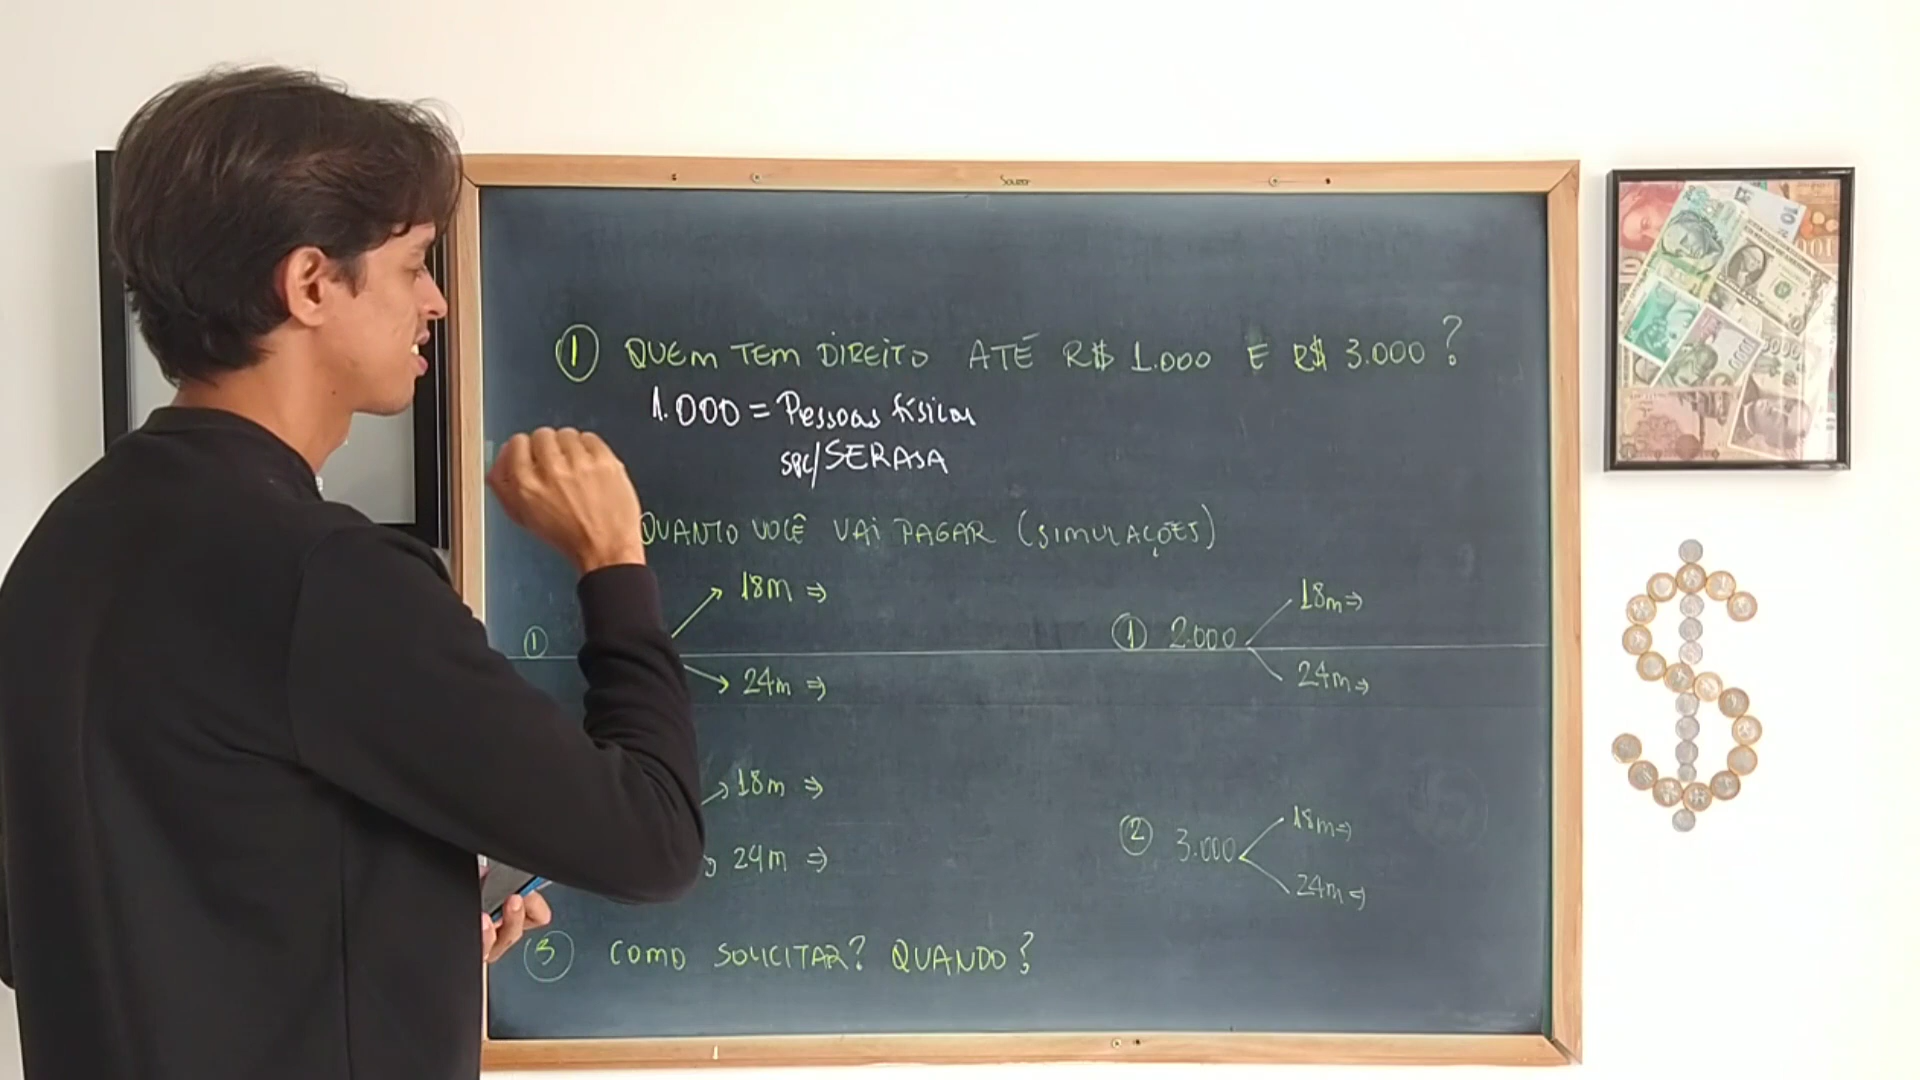 Souza
① QUEM TEM DIREITO ATÉ R$ 1.000 E R$ 3.000?
1.000 = Pessoas físicas
SPC/SERASA
QUANTO VOCÊ VAI PAGAR (SIMULAÇÕES)
① 18m ⇒
24m ⇒
① 2.000 18m ⇒
24m ⇒
18m ⇒
24m ⇒
② 3.000 18m ⇒
24m ⇒
③ COMO SOLICITAR? QUANDO?